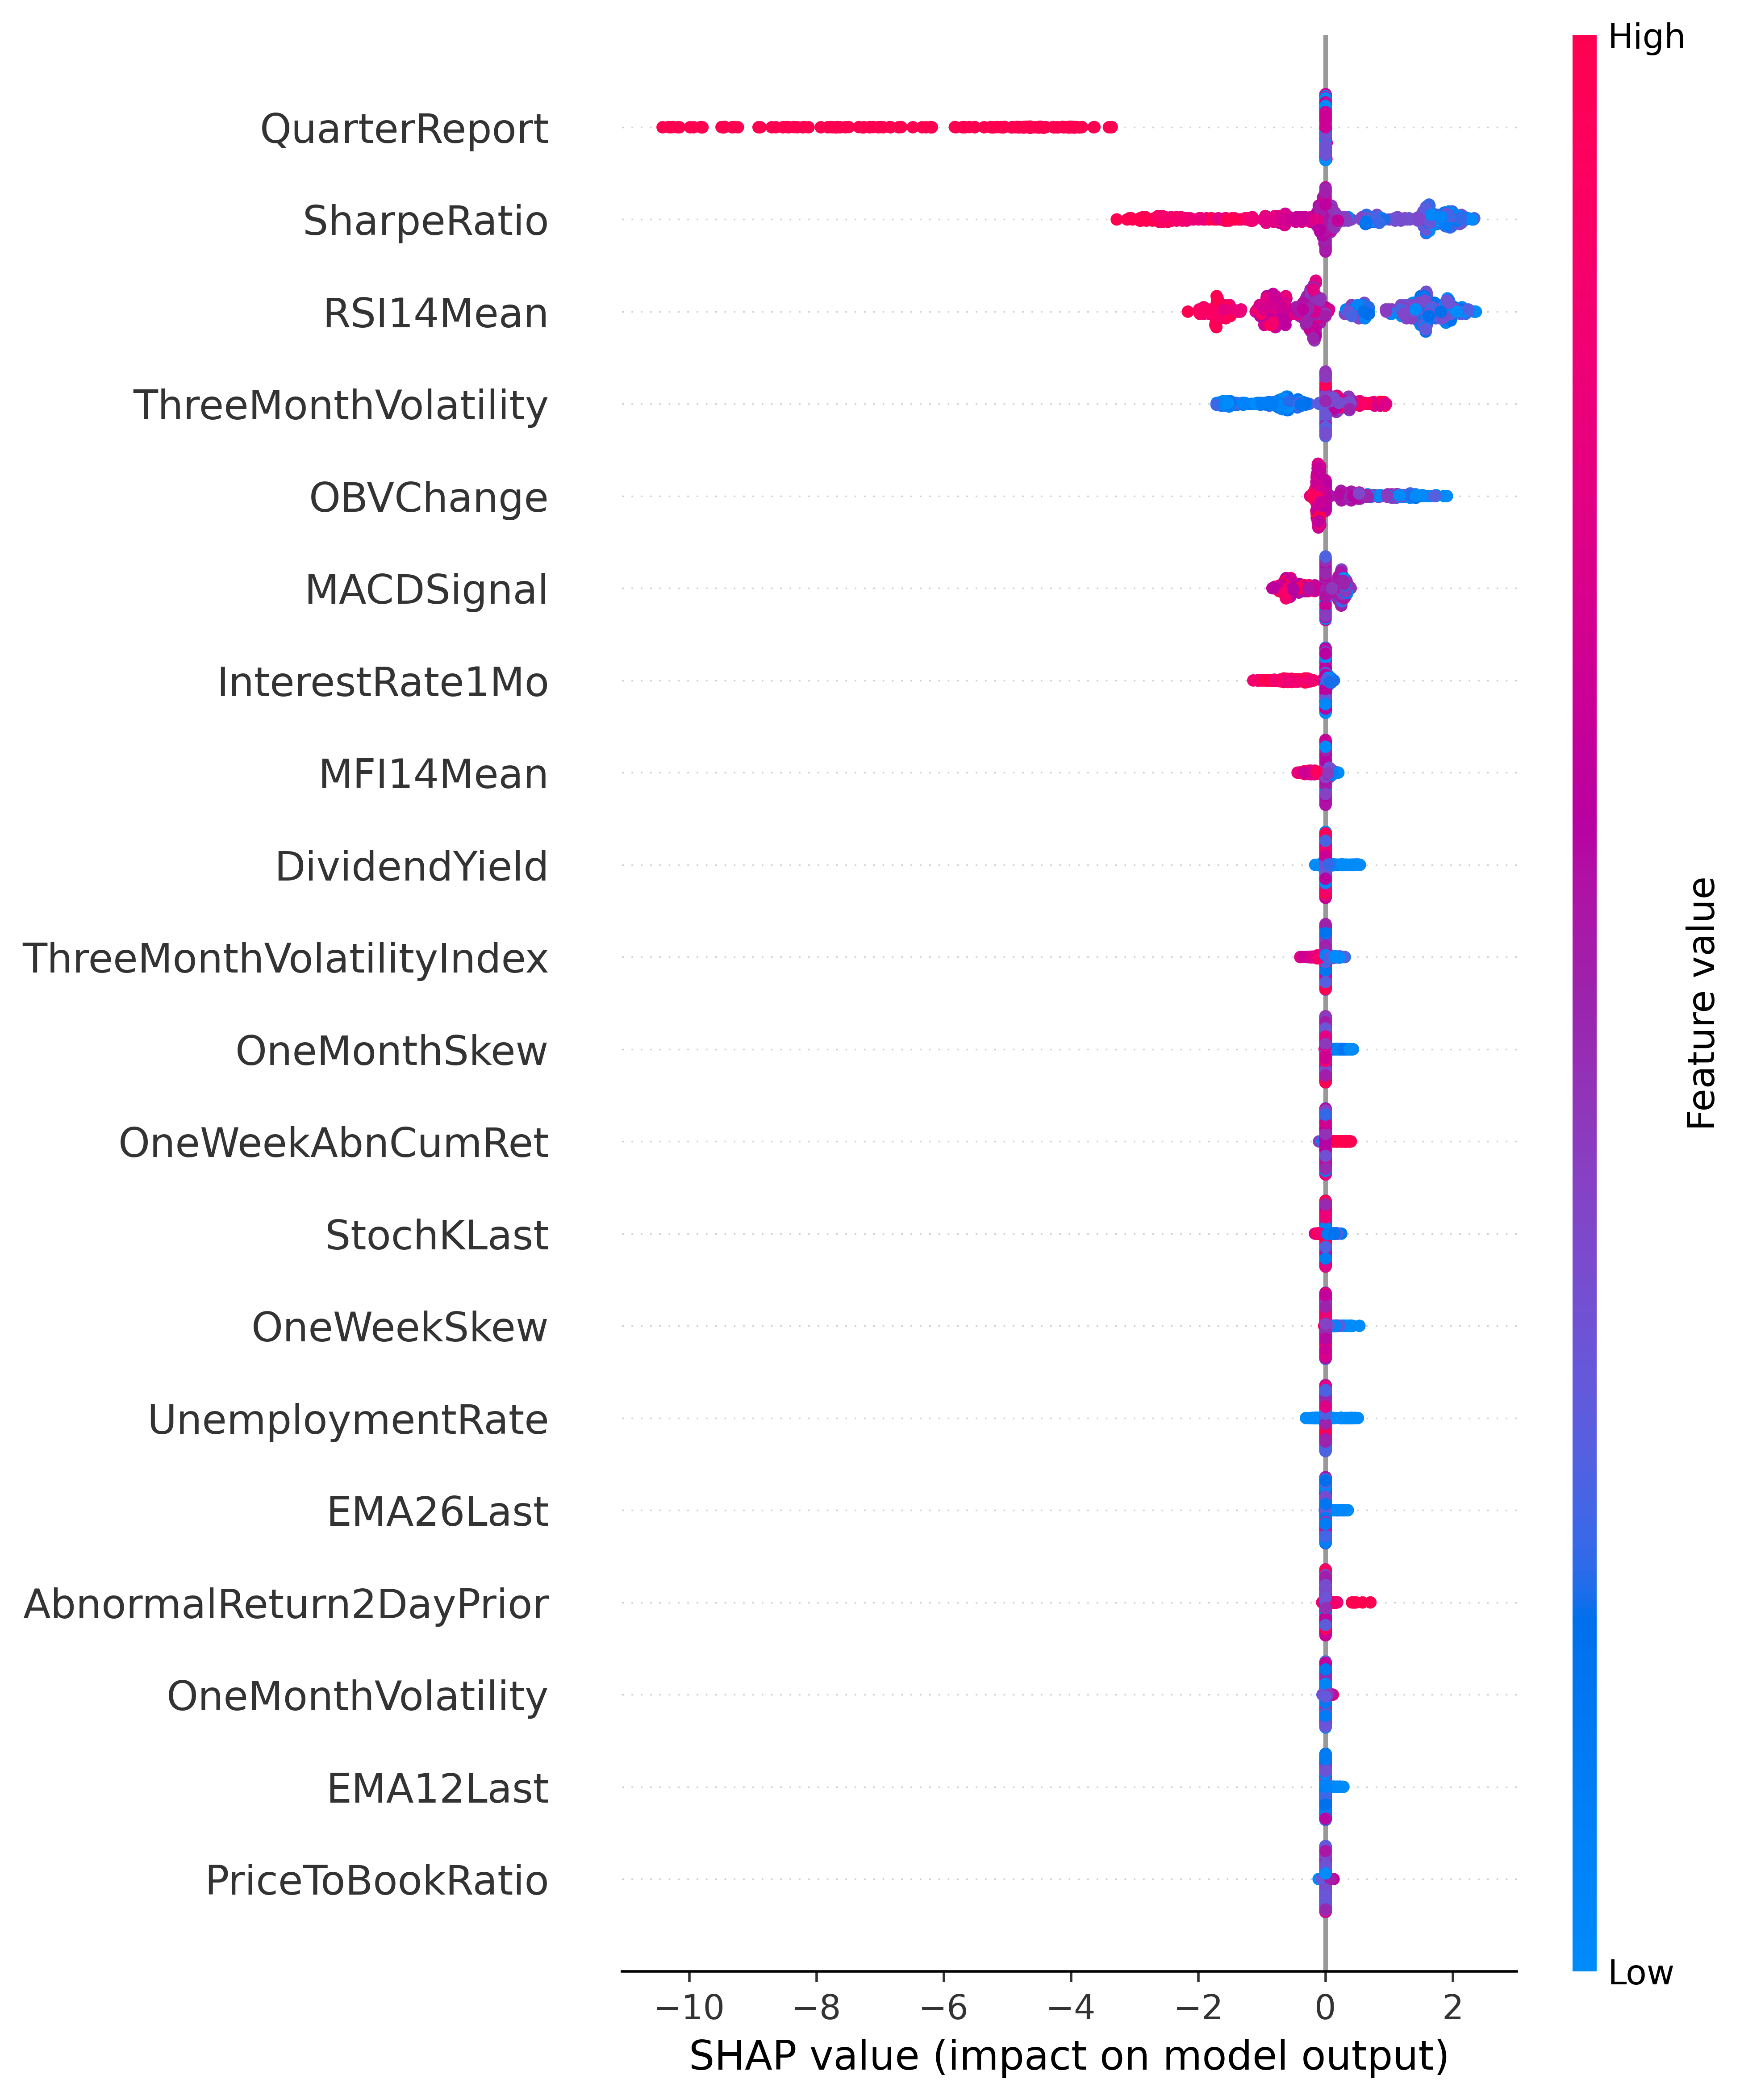 High
QuarterReport
SharpeRatio
RSI14Mean
ThreeMonthVolatility
OBVChange
MACDSignal
InterestRate1Mo
MFI14Mean
DividendYield
ThreeMonthVolatilityIndex
OneMonthSkew
OneWeekAbnCumRet
StochKLast
OneWeekSkew
UnemploymentRate
EMA26Last
AbnormalReturn2DayPrior
OneMonthVolatility
EMA12Last
PriceToBookRatio
Feature value
Low
−10 −8 −6 −4 −2 0 2
SHAP value (impact on model output)